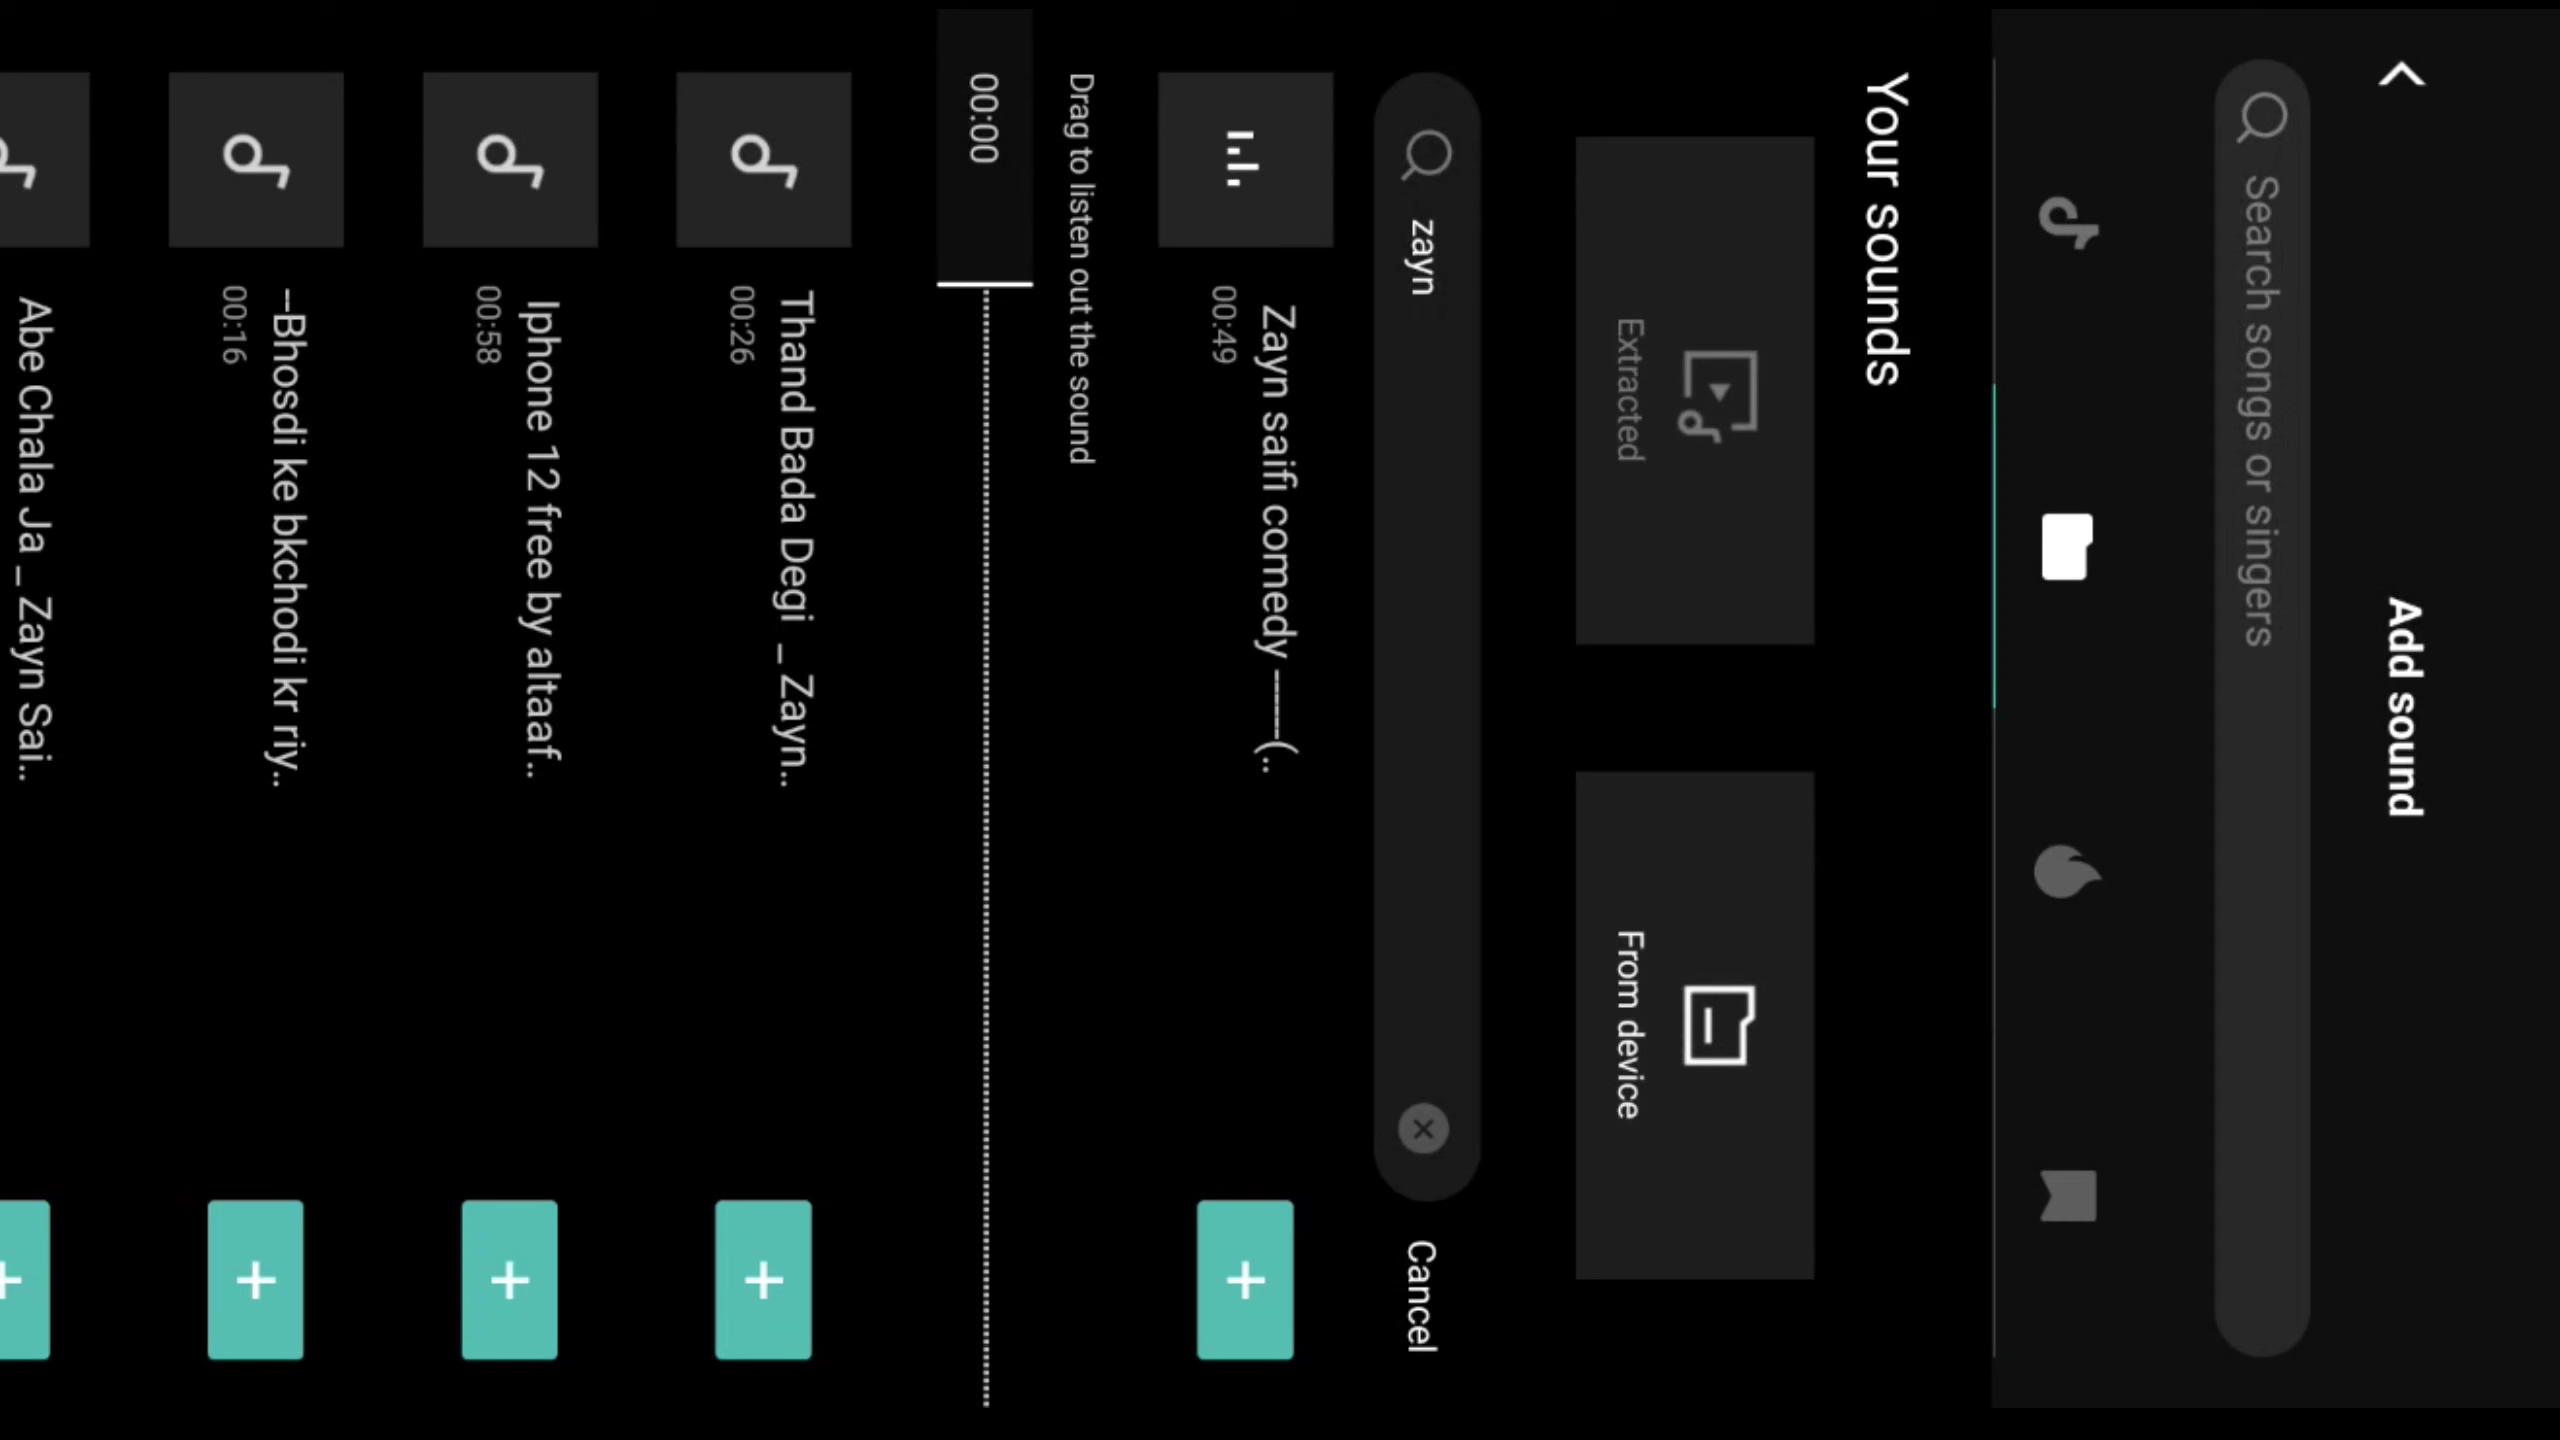 Add sound
Search songs or singers
Your sounds
Extracted
From device
zayn
Cancel
Zayn saifi comedy -----(..
00:49
Drag to listen out the sound
00:00
Thand Bada Degi _ Zayn..
00:26
Iphone 12 free by altaaf..
00:58
--Bhosdi ke bkchodi kr riy..
00:16
Abe Chala Ja _ Zayn Sai..